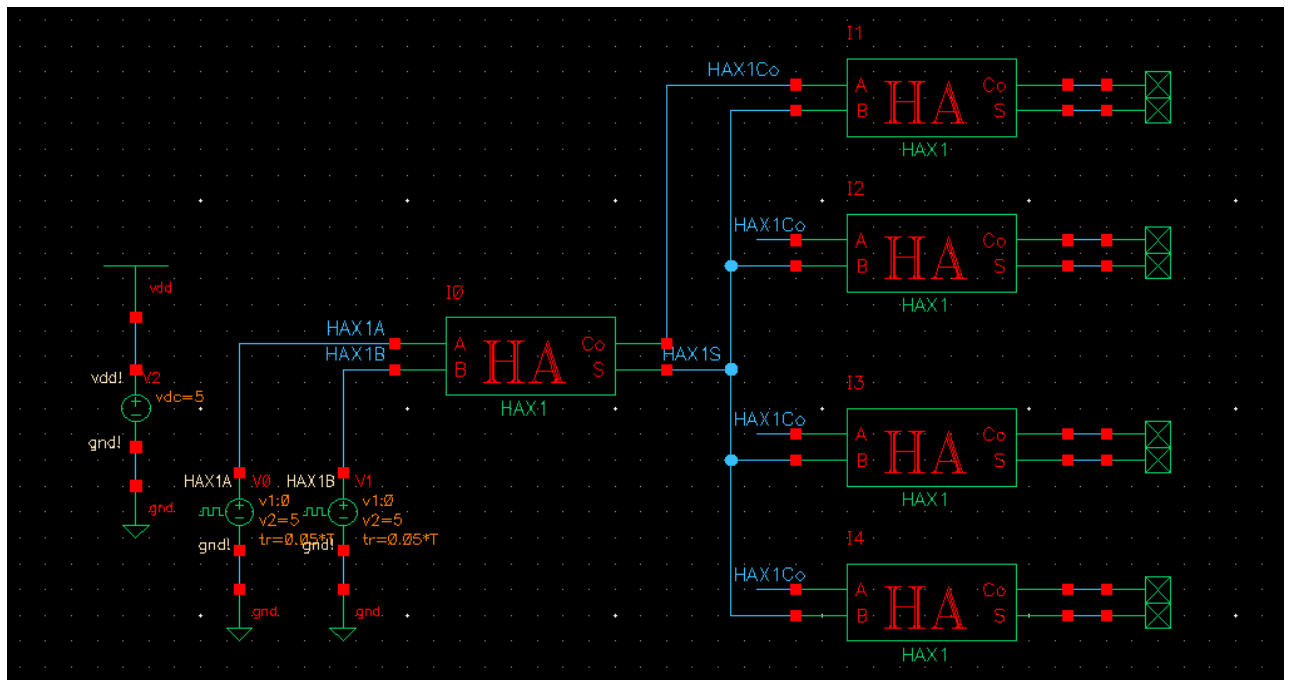 I1
HAX1Co
A HA Co
B S
HAX1
I2
HAX1Co
A HA Co
B S
HAX1
vdd
vdd!
V2
vdc=5
gnd!
gnd
I0
HAX1A
HAX1B
A HA Co
B S
HAX1
HAX1S
I3
HAX1Co
A HA Co
B S
HAX1
HAX1A
V0
v1:0
v2=5
tr=0.05*T
gnd!
gnd
HAX1B
V1
v1:0
v2=5
tr=0.05*T
gnd!
gnd
I4
HAX1Co
A HA Co
B S
HAX1